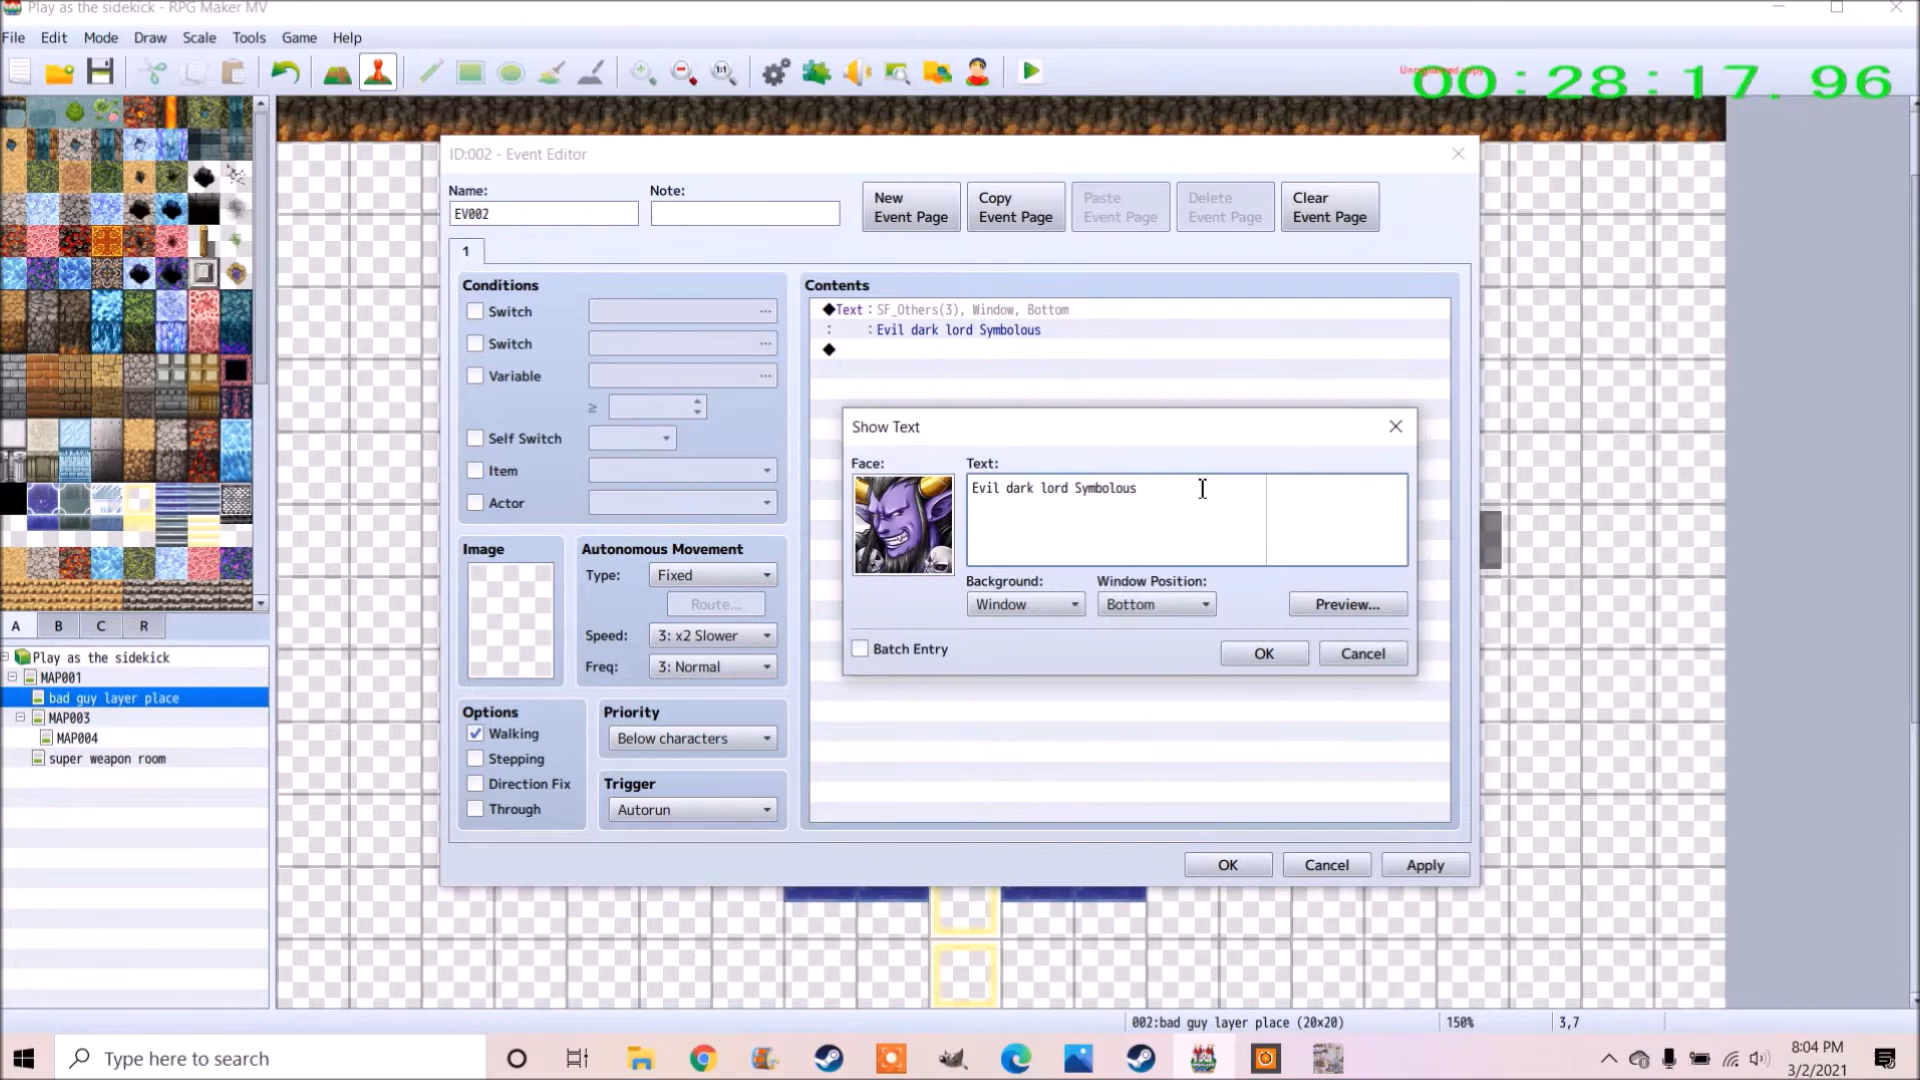 Play as the sidekick - RPG Maker MV
File Edit Mode Draw Scale Tools Game Help
00:28:17.96
ID:002 - Event Editor
Name: Note:
EV002
New Event Page
Copy Event Page
Paste Event Page
Delete Event Page
Clear Event Page
1
Conditions
Switch
Switch
Variable
≥
Self Switch
Item
Actor
Image
Autonomous Movement
Type: Fixed
Route...
Speed: 3: x2 Slower
Freq: 3: Normal
Options
Walking
Stepping
Direction Fix
Through
Priority
Below characters
Trigger
Autorun
Contents
◆Text：SF_Others(3), Window, Bottom
：　　：Evil dark lord Symbolous
◆
Show Text
Face: Text:
Evil dark lord Symbolous
Background: Window Position:
Window Bottom Preview...
Batch Entry OK Cancel
OK Cancel Apply
A B C R
Play as the sidekick
MAP001
bad guy layer place
MAP003
MAP004
super weapon room
002:bad guy layer place (20x20) 150% 3,7
Type here to search
8:04 PM
3/2/2021